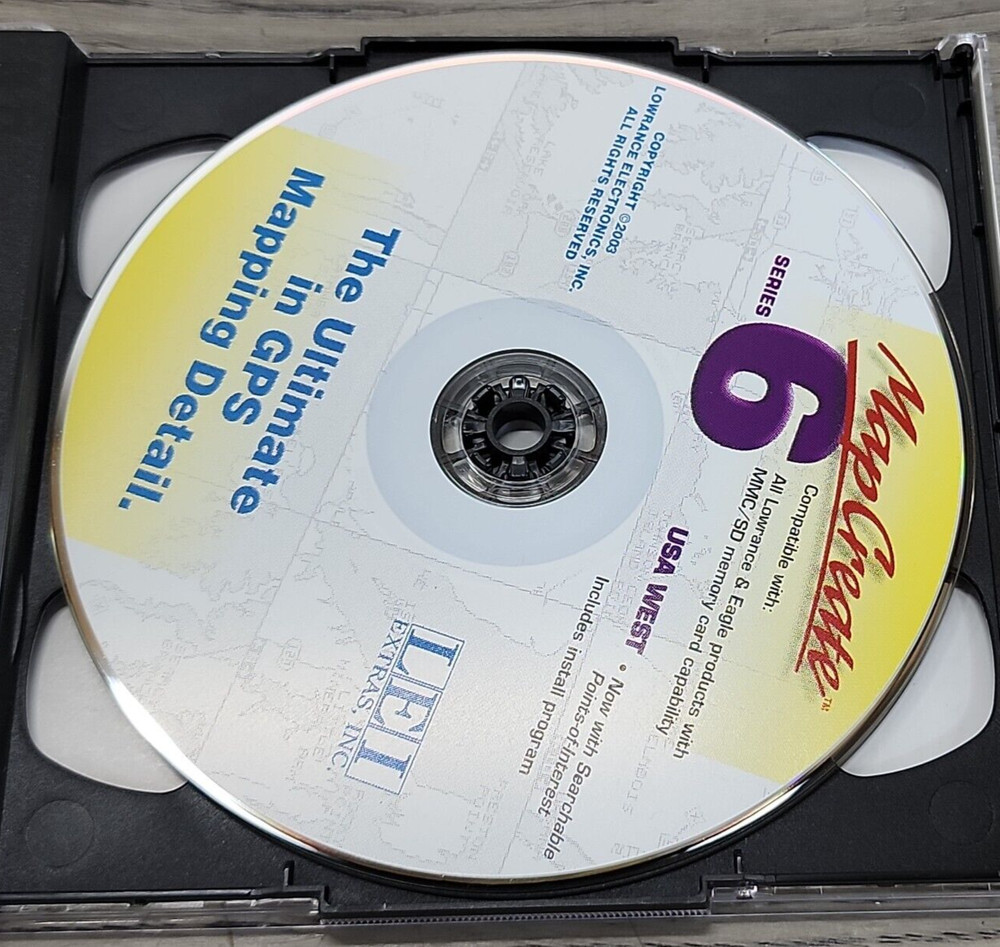 MapCreate™
SERIES
6
Compatible with:
All Lowrance & Eagle products with
MMC/SD memory card capability
USA WEST
• Now with Searchable
Points-of-Interest
Includes install program
COPYRIGHT ©2003
LOWRANCE ELECTRONICS, INC.
ALL RIGHTS RESERVED
LEI
EXTRAS INC
The Ultimate
in GPS
Mapping Detail.